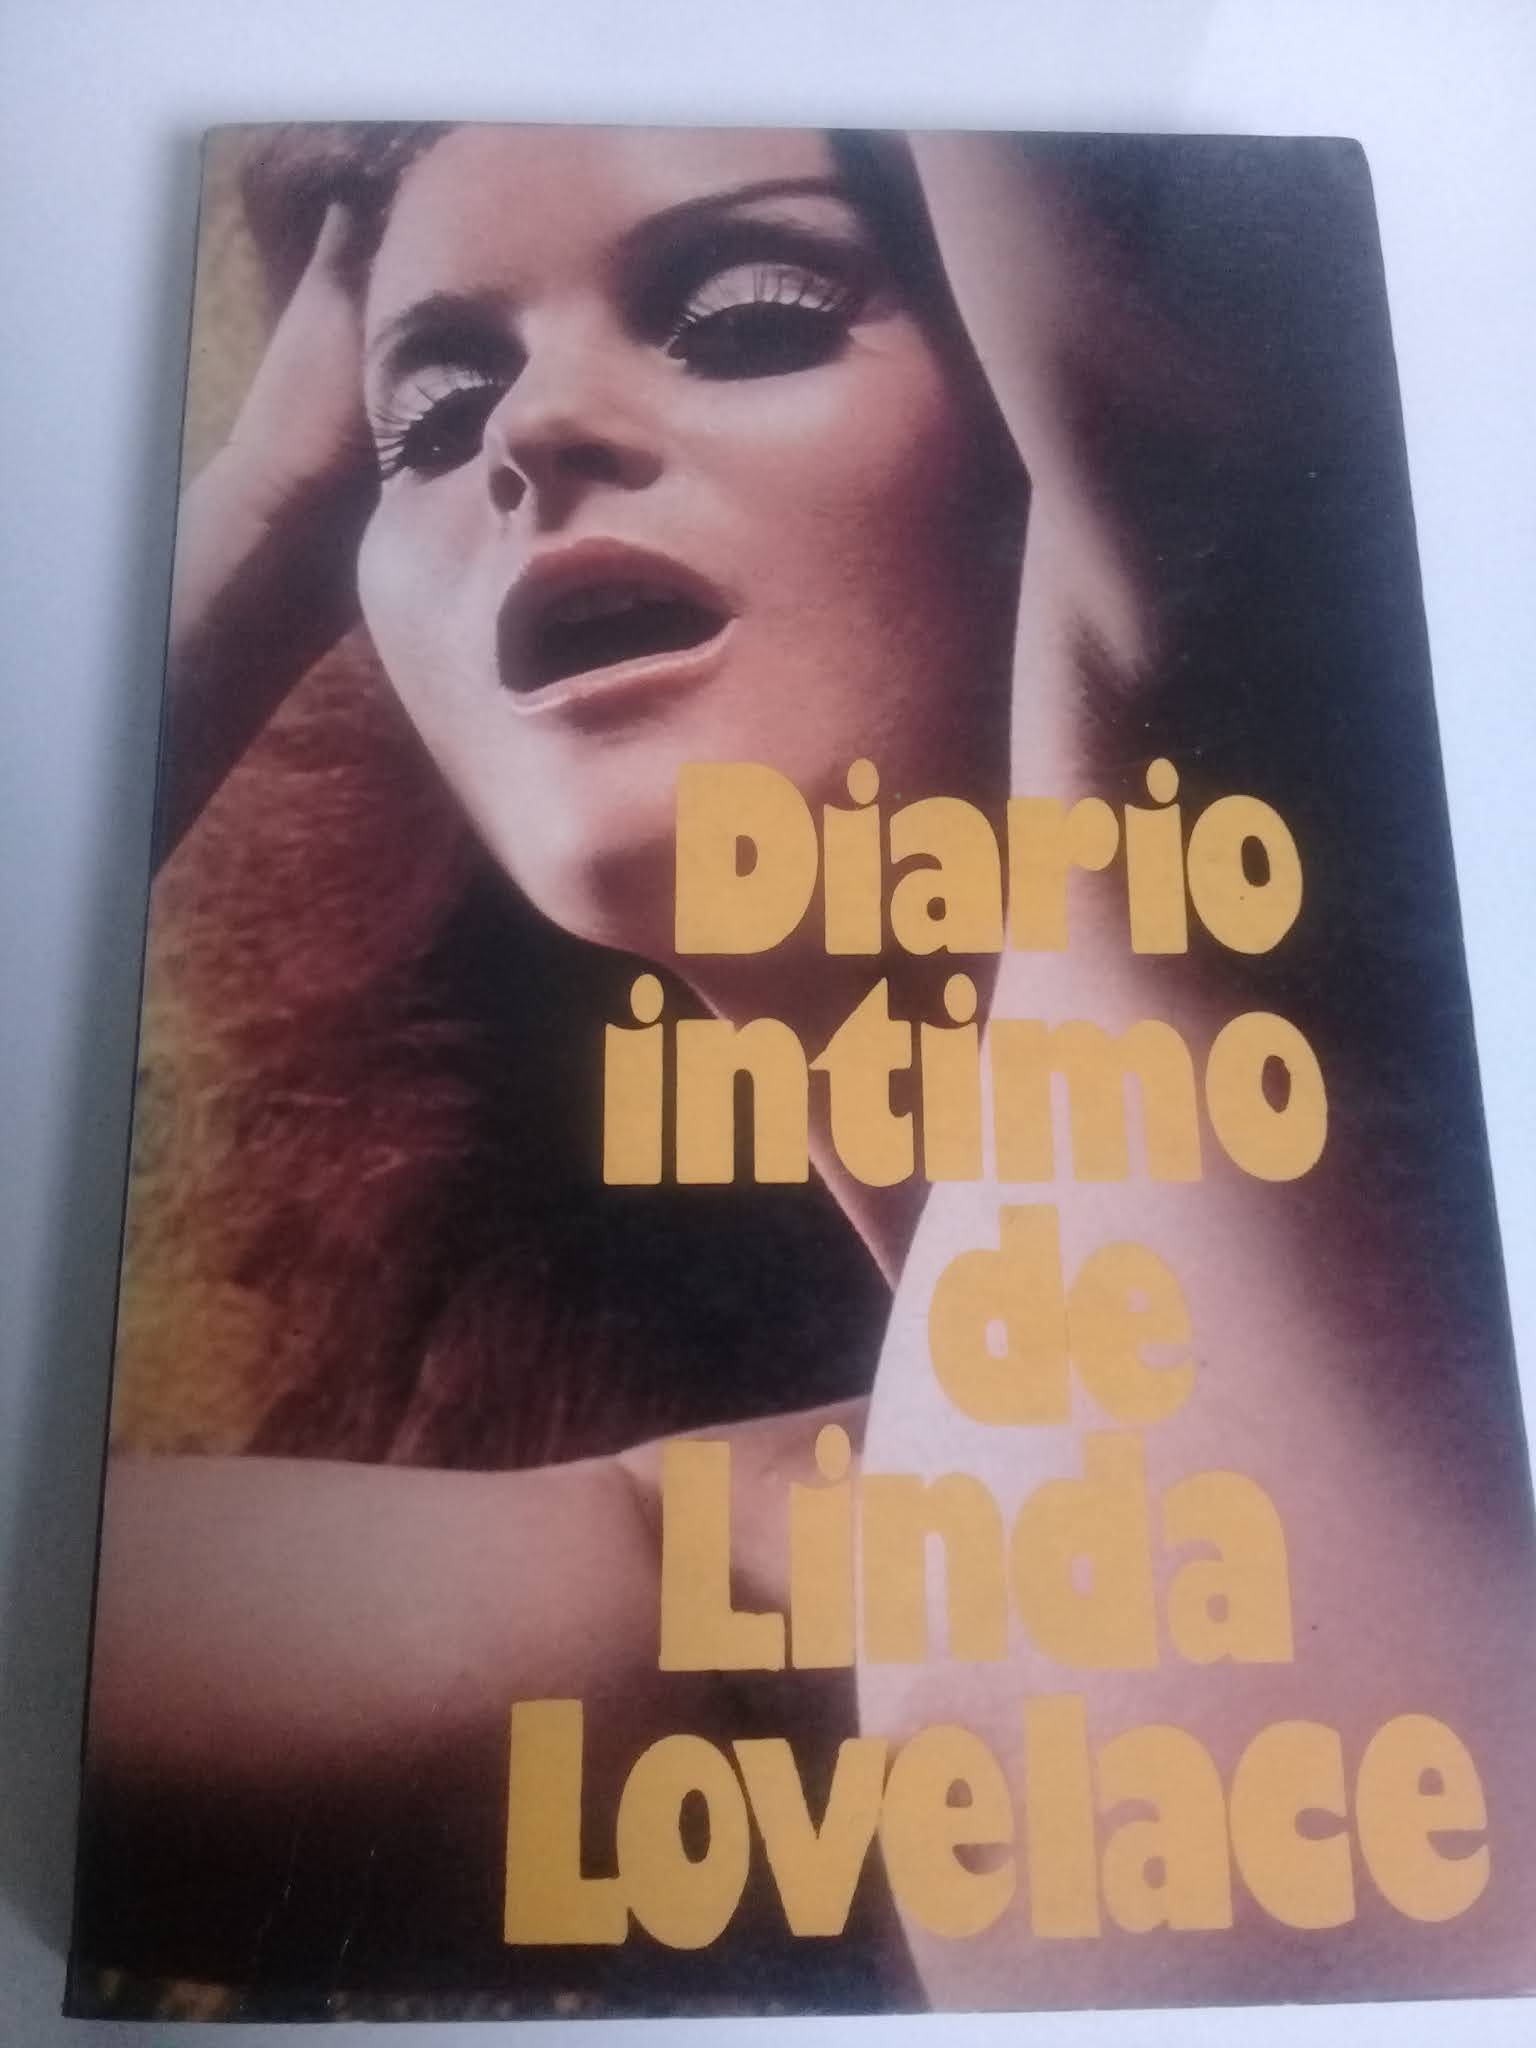 Diario
intimo
de
Linda
Lovelace